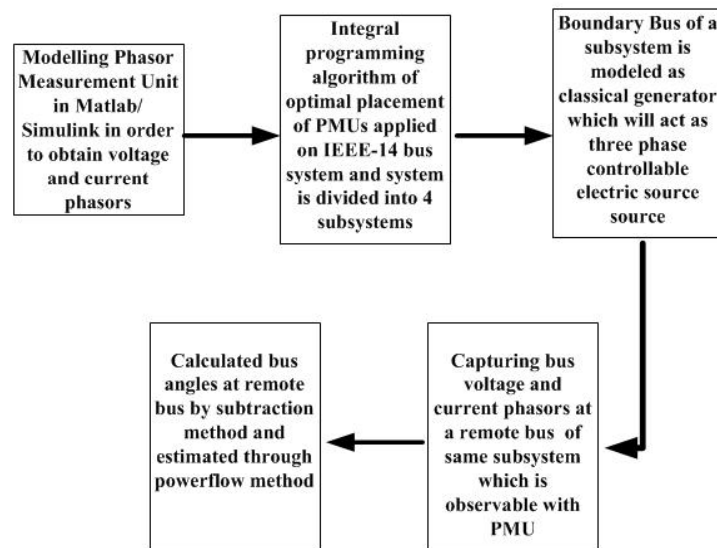 Modelling Phasor
Measurement Unit
in Matlab/
Simulink in order
to obtain voltage
and current
phasors
Integral
programming
algorithm of
optimal placement
of PMUs applied
on IEEE-14 bus
system and system
is divided into 4
subsystems
Boundary Bus of a
subsystem is
modeled as
classical generator
which will act as
three phase
controllable
electric source
source
Capturing bus
voltage and
current phasors at
a remote bus of
same subsystem
which is
observable with
PMU
Calculated bus
angles at remote
bus by subtraction
method and
estimated through
powerflow method